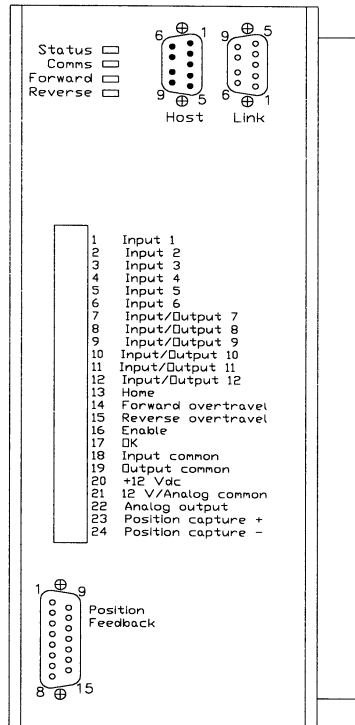 Status
Comms
Forward
Reverse
6 1 9 5
9 5 6 1
Host Link
1 Input 1
2 Input 2
3 Input 3
4 Input 4
5 Input 5
6 Input 6
7 Input/Output 7
8 Input/Output 8
9 Input/Output 9
10 Input/Output 10
11 Input/Output 11
12 Input/Output 12
13 Home
14 Forward overtravel
15 Reverse overtravel
16 Enable
17 OK
18 Input common
19 Output common
20 +12 Vdc
21 12 V/Analog common
22 Analog output
23 Position capture +
24 Position capture -
1 9
Position
Feedback
8 15